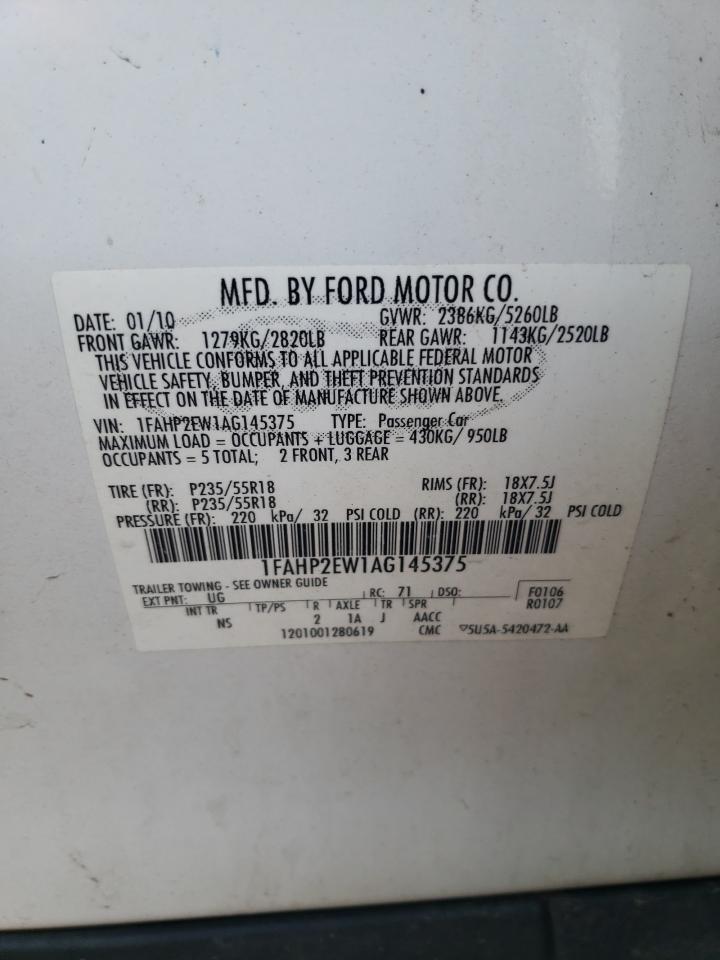 MFD. BY FORD MOTOR CO.
DATE: 01/10 GVWR: 2386KG/5260LB
FRONT GAWR: 1279KG/2820LB REAR GAWR: 1143KG/2520LB
THIS VEHICLE CONFORMS TO ALL APPLICABLE FEDERAL MOTOR
VEHICLE SAFETY, BUMPER, AND THEFT PREVENTION STANDARDS
IN EFFECT ON THE DATE OF MANUFACTURE SHOWN ABOVE.
VIN: 1FAHP2EW1AG145375 TYPE: Passenger Car
MAXIMUM LOAD = OCCUPANTS + LUGGAGE = 430KG/ 950LB
OCCUPANTS = 5 TOTAL; 2 FRONT, 3 REAR
TIRE (FR): P235/55R18 RIMS (FR): 18X7.5J
(RR): P235/55R18 (RR): 18X7.5J
PRESSURE (FR): 220 kPa/ 32 PSI COLD (RR): 220 kPa/ 32 PSI COLD
1FAHP2EW1AG145375
TRAILER TOWING - SEE OWNER GUIDE
EXT PNT: UG RC: 71 DSO: F0106
INT TR TP/PS R AXLE TR SPR R0107
NS 2 1A J AACC
1201001280619 CMC ▽5U5A-5420472-AA